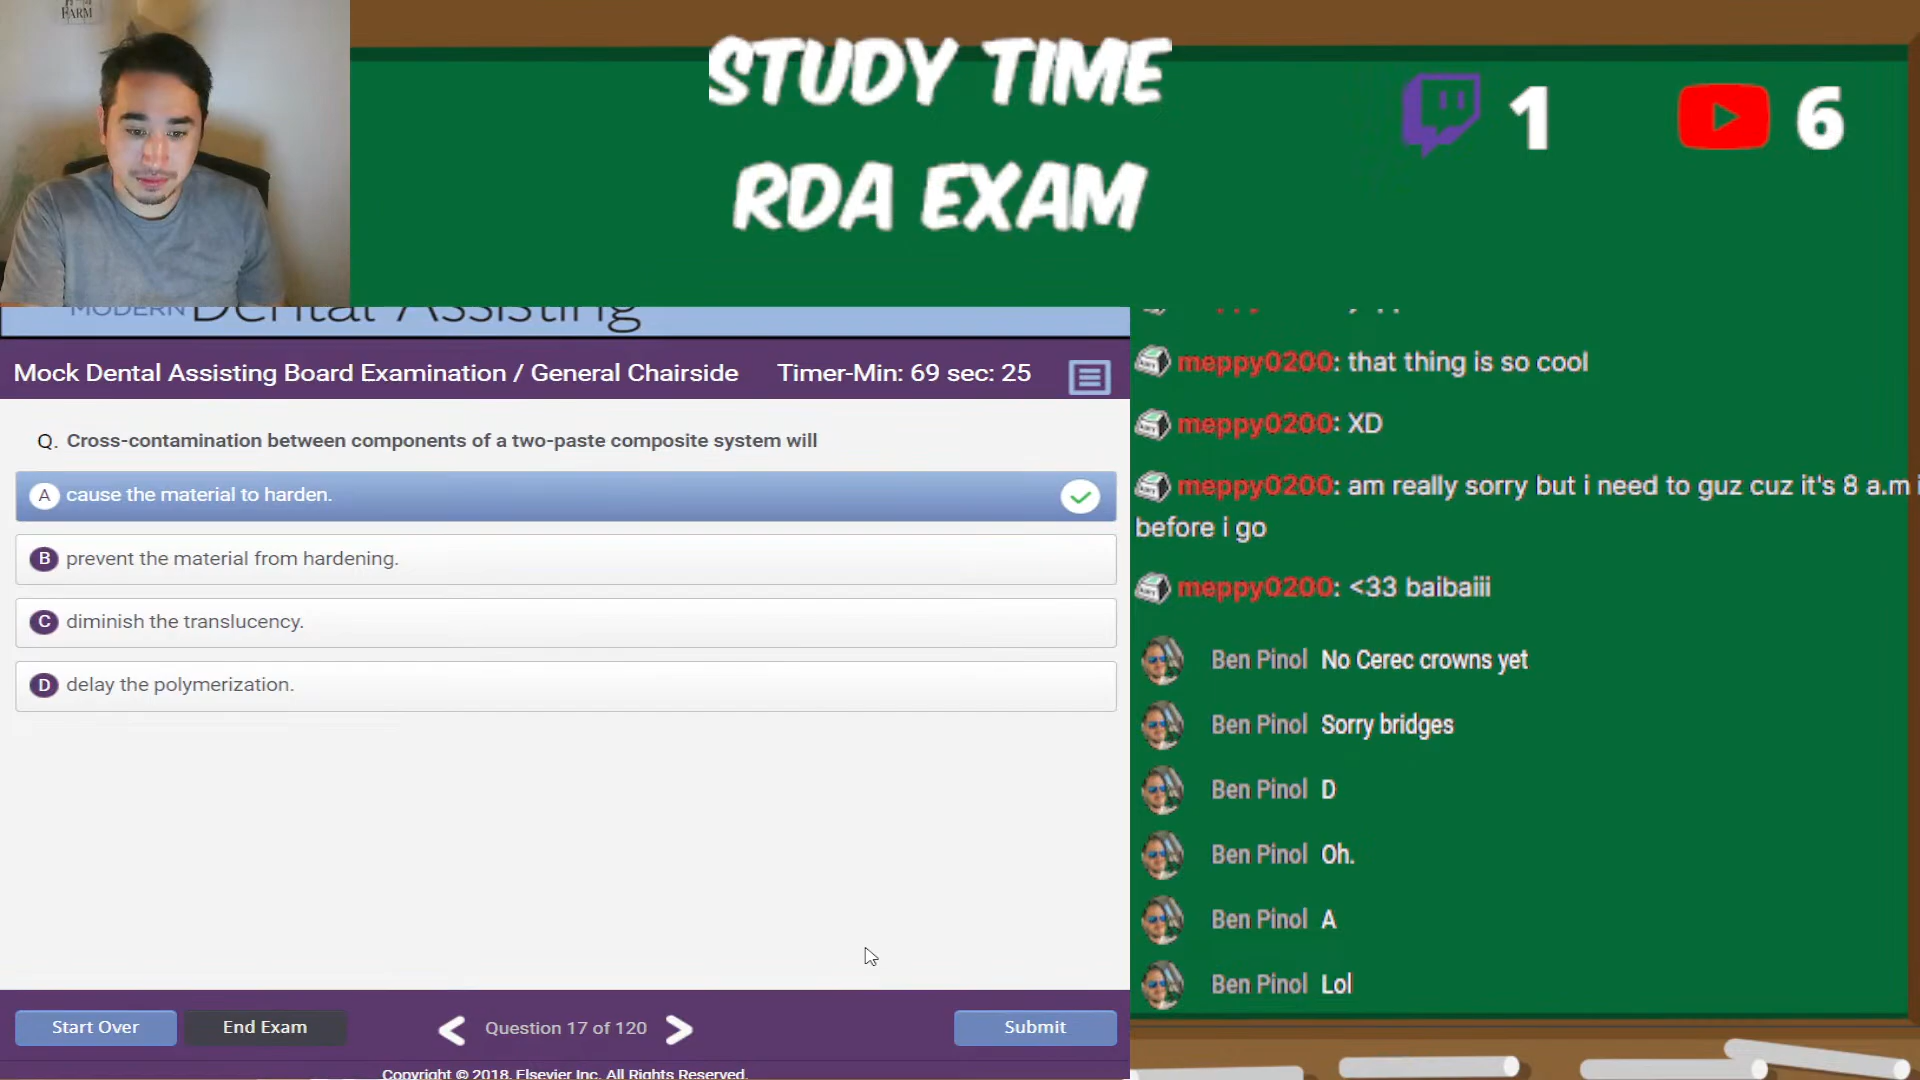 FARM
STUDY TIME
RDA EXAM
1
6
MODERN Dental Assisting
Mock Dental Assisting Board Examination / General Chairside
Timer-Min: 69 sec: 25
Q. Cross-contamination between components of a two-paste composite system will
A cause the material to harden.
B prevent the material from hardening.
C diminish the translucency.
D delay the polymerization.
Start Over
End Exam
Question 17 of 120
Submit
Copyright © 2018, Elsevier Inc. All Rights Reserved.
meppy0200: that thing is so cool
meppy0200: XD
meppy0200: am really sorry but i need to guz cuz it's 8 a.m i
before i go
meppy0200: <33 baibaiii
Ben Pinol No Cerec crowns yet
Ben Pinol Sorry bridges
Ben Pinol D
Ben Pinol Oh.
Ben Pinol A
Ben Pinol Lol